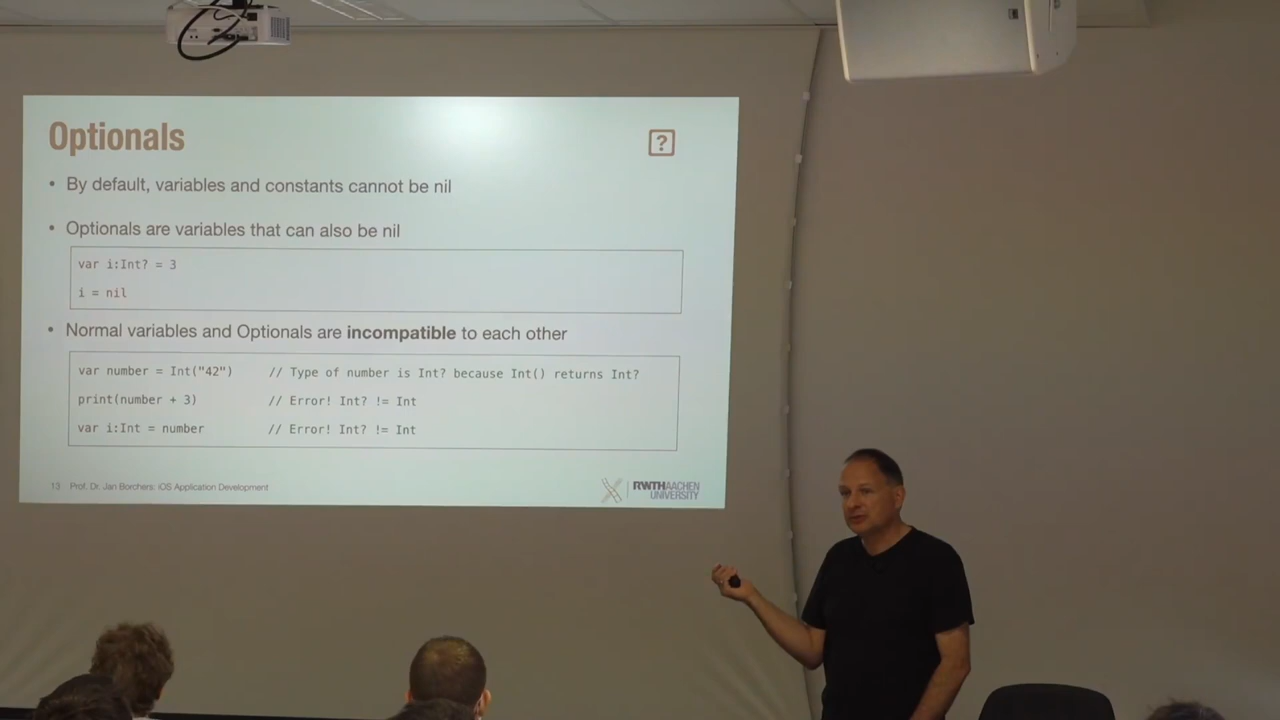 Optionals
?
• By default, variables and constants cannot be nil
• Optionals are variables that can also be nil
var i:Int? = 3
i = nil
• Normal variables and Optionals are incompatible to each other
var number = Int("42") // Type of number is Int? because Int() returns Int?
print(number + 3) // Error! Int? != Int
var i:Int = number // Error! Int? != Int
13 Prof. Dr. Jan Borchers: iOS Application Development
RWTHAACHEN
UNIVERSITY